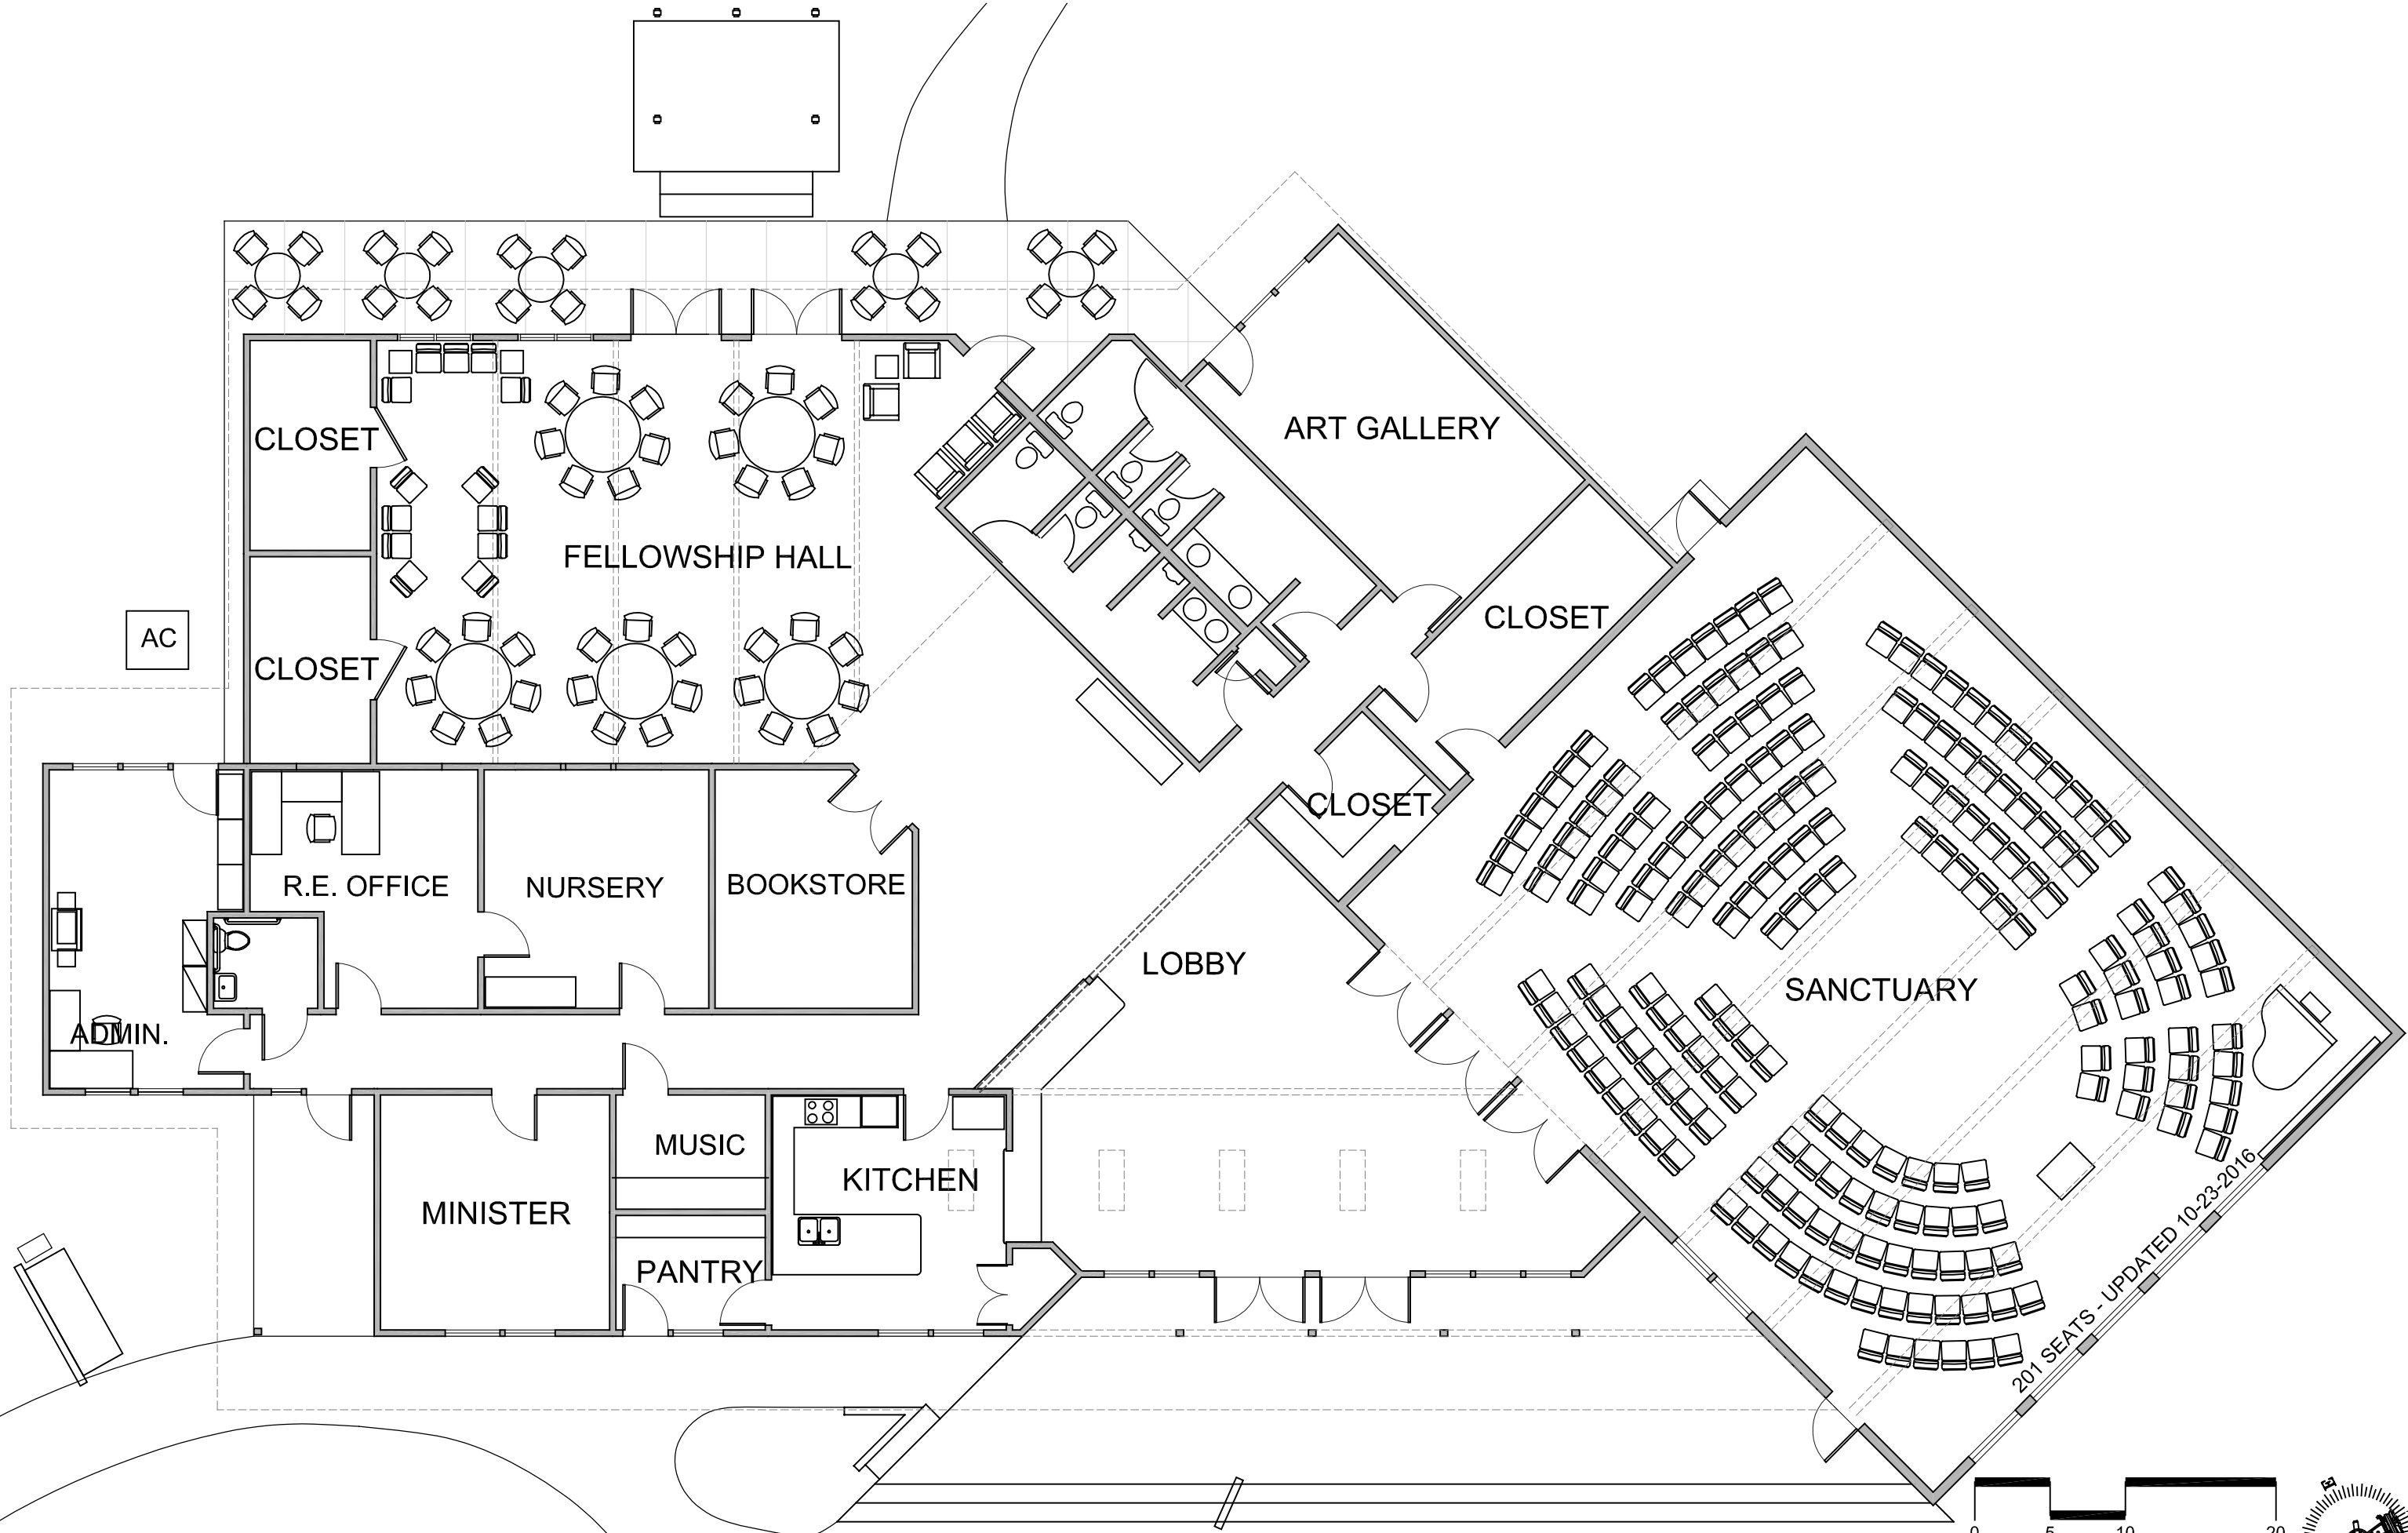 ART GALLERY
CLOSET
FELLOWSHIP HALL
CLOSET
AC
CLOSET
CLOSET
R.E. OFFICE
NURSERY
BOOKSTORE
LOBBY
SANCTUARY
ADMIN.
MUSIC
KITCHEN
MINISTER
PANTRY
201 SEATS - UPDATED 10-23-2016
0 5 10 20